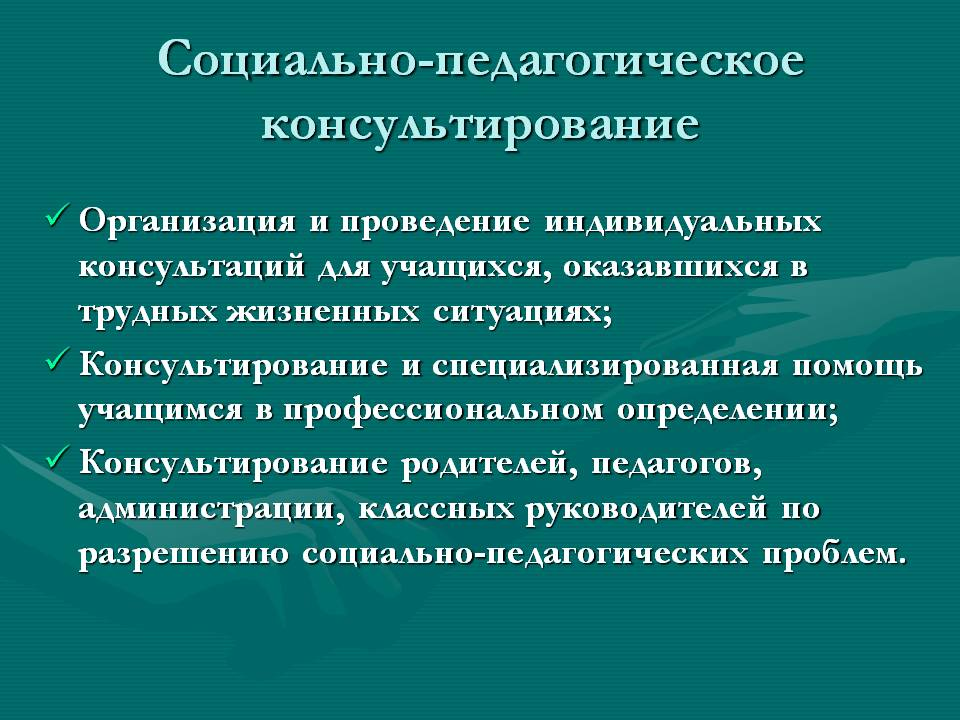 Социально-педагогическое
консультирование
Организация и проведение индивидуальных
консультаций для учащихся, оказавшихся в
трудных жизненных ситуациях;
Консультирование и специализированная помощь
учащимся в профессиональном определении;
Консультирование родителей, педагогов,
администрации, классных руководителей по
разрешению социально-педагогических проблем.